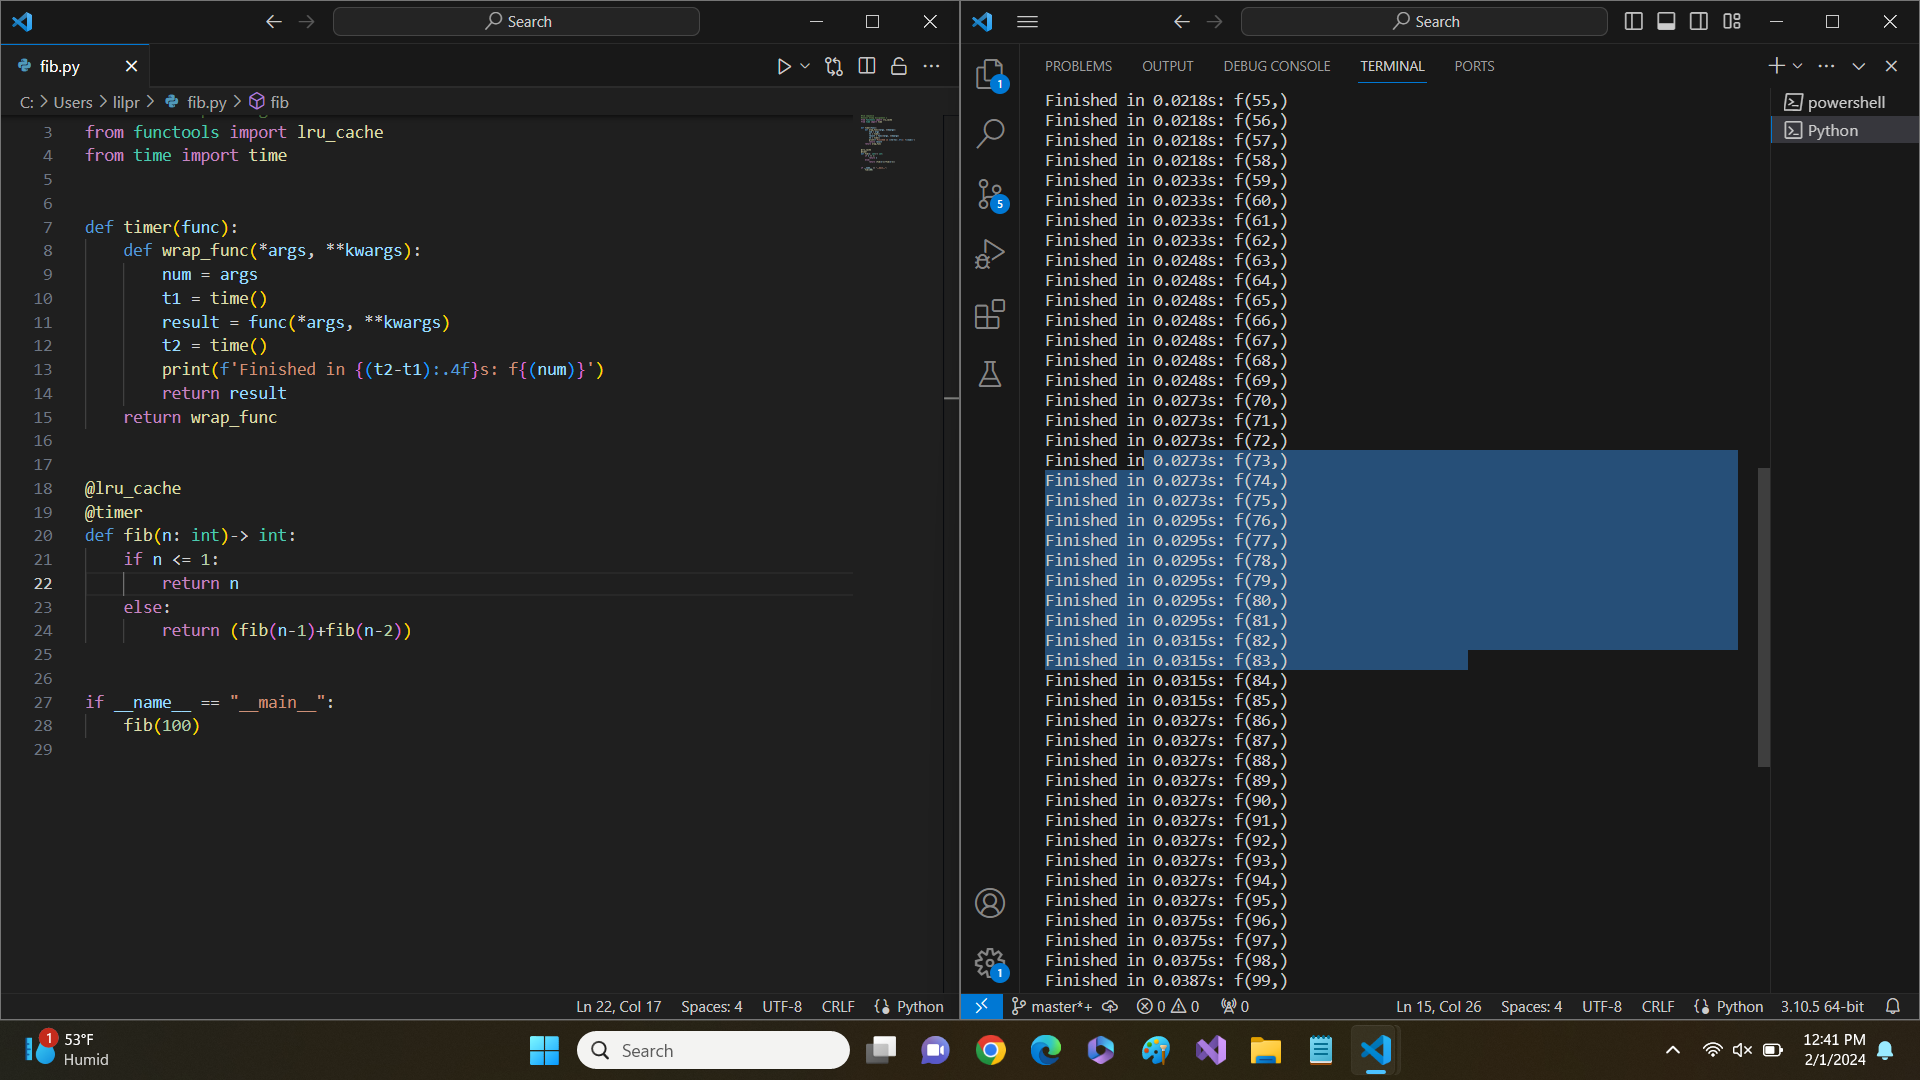 Search
fib.py
C: > Users > lilpr > fib.py > fib
3 from functools import lru_cache
4 from time import time
5
6
7 def timer(func):
8 def wrap_func(*args, **kwargs):
9 num = args
10 t1 = time()
11 result = func(*args, **kwargs)
12 t2 = time()
13 print(f'Finished in {(t2-t1):.4f}s: f{(num)}')
14 return result
15 return wrap_func
16
17
18 @lru_cache
19 @timer
20 def fib(n: int)-> int:
21 if n <= 1:
22 return n
23 else:
24 return (fib(n-1)+fib(n-2))
25
26
27 if __name__ == "__main__":
28 fib(100)
29
Ln 22, Col 17 Spaces: 4 UTF-8 CRLF Python
Search
1
5
1
PROBLEMS OUTPUT DEBUG CONSOLE TERMINAL PORTS
powershell
Python
Finished in 0.0218s: f(55,)
Finished in 0.0218s: f(56,)
Finished in 0.0218s: f(57,)
Finished in 0.0218s: f(58,)
Finished in 0.0233s: f(59,)
Finished in 0.0233s: f(60,)
Finished in 0.0233s: f(61,)
Finished in 0.0233s: f(62,)
Finished in 0.0248s: f(63,)
Finished in 0.0248s: f(64,)
Finished in 0.0248s: f(65,)
Finished in 0.0248s: f(66,)
Finished in 0.0248s: f(67,)
Finished in 0.0248s: f(68,)
Finished in 0.0248s: f(69,)
Finished in 0.0273s: f(70,)
Finished in 0.0273s: f(71,)
Finished in 0.0273s: f(72,)
Finished in 0.0273s: f(73,)
Finished in 0.0273s: f(74,)
Finished in 0.0273s: f(75,)
Finished in 0.0295s: f(76,)
Finished in 0.0295s: f(77,)
Finished in 0.0295s: f(78,)
Finished in 0.0295s: f(79,)
Finished in 0.0295s: f(80,)
Finished in 0.0295s: f(81,)
Finished in 0.0315s: f(82,)
Finished in 0.0315s: f(83,)
Finished in 0.0315s: f(84,)
Finished in 0.0315s: f(85,)
Finished in 0.0327s: f(86,)
Finished in 0.0327s: f(87,)
Finished in 0.0327s: f(88,)
Finished in 0.0327s: f(89,)
Finished in 0.0327s: f(90,)
Finished in 0.0327s: f(91,)
Finished in 0.0327s: f(92,)
Finished in 0.0327s: f(93,)
Finished in 0.0327s: f(94,)
Finished in 0.0327s: f(95,)
Finished in 0.0375s: f(96,)
Finished in 0.0375s: f(97,)
Finished in 0.0375s: f(98,)
Finished in 0.0387s: f(99,)
master*+ 0 0 0 Ln 15, Col 26 Spaces: 4 UTF-8 CRLF Python 3.10.5 64-bit
1 53°F
Humid
Search
12:41 PM
2/1/2024